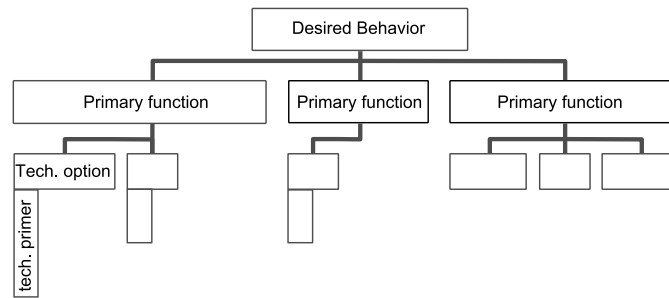 Desired Behavior
Primary function
Primary function
Primary function
Tech. option
tech. primer